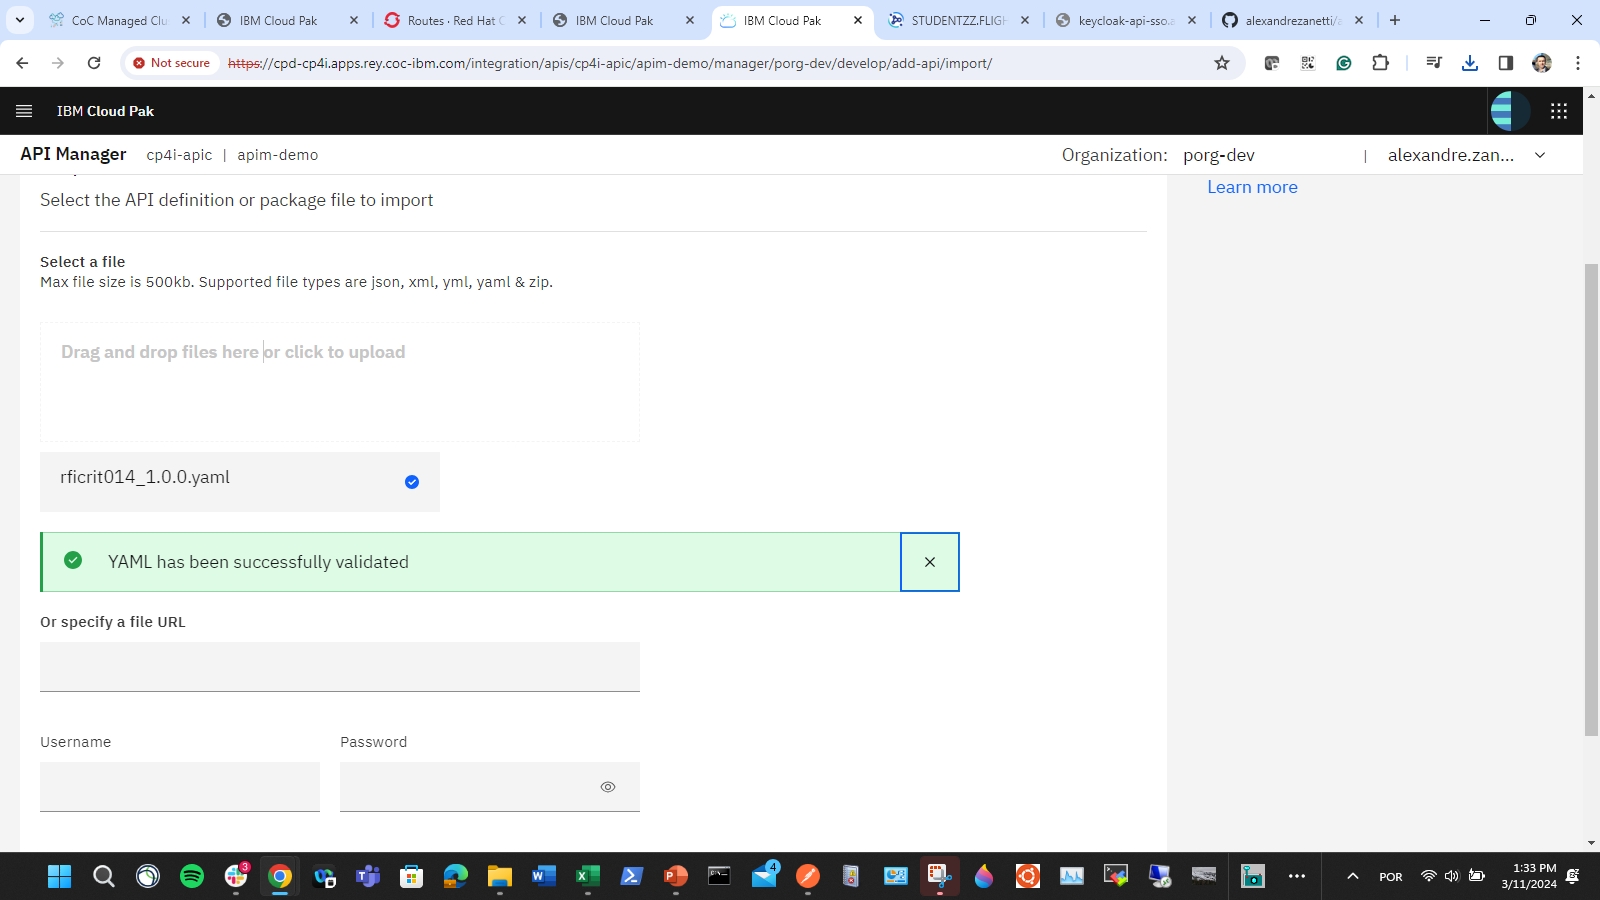 CoC Managed Clu
IBM Cloud Pak
Routes · Red Hat C
IBM Cloud Pak
IBM Cloud Pak
STUDENTZZ.FLIGH
keycloak-api-sso.a
alexandrezanetti/a
Not secure
https://cpd-cp4i.apps.rey.coc-ibm.com/integration/apis/cp4i-apic/apim-demo/manager/porg-dev/develop/add-api/import/
IBM Cloud Pak
API Manager cp4i-apic | apim-demo
Organization: porg-dev | alexandre.zan...
Select the API definition or package file to import
Learn more
Select a file
Max file size is 500kb. Supported file types are json, xml, yml, yaml & zip.
Drag and drop files here or click to upload
rficrit014_1.0.0.yaml
YAML has been successfully validated
Or specify a file URL
Username
Password
3
4
POR
1:33 PM
3/11/2024